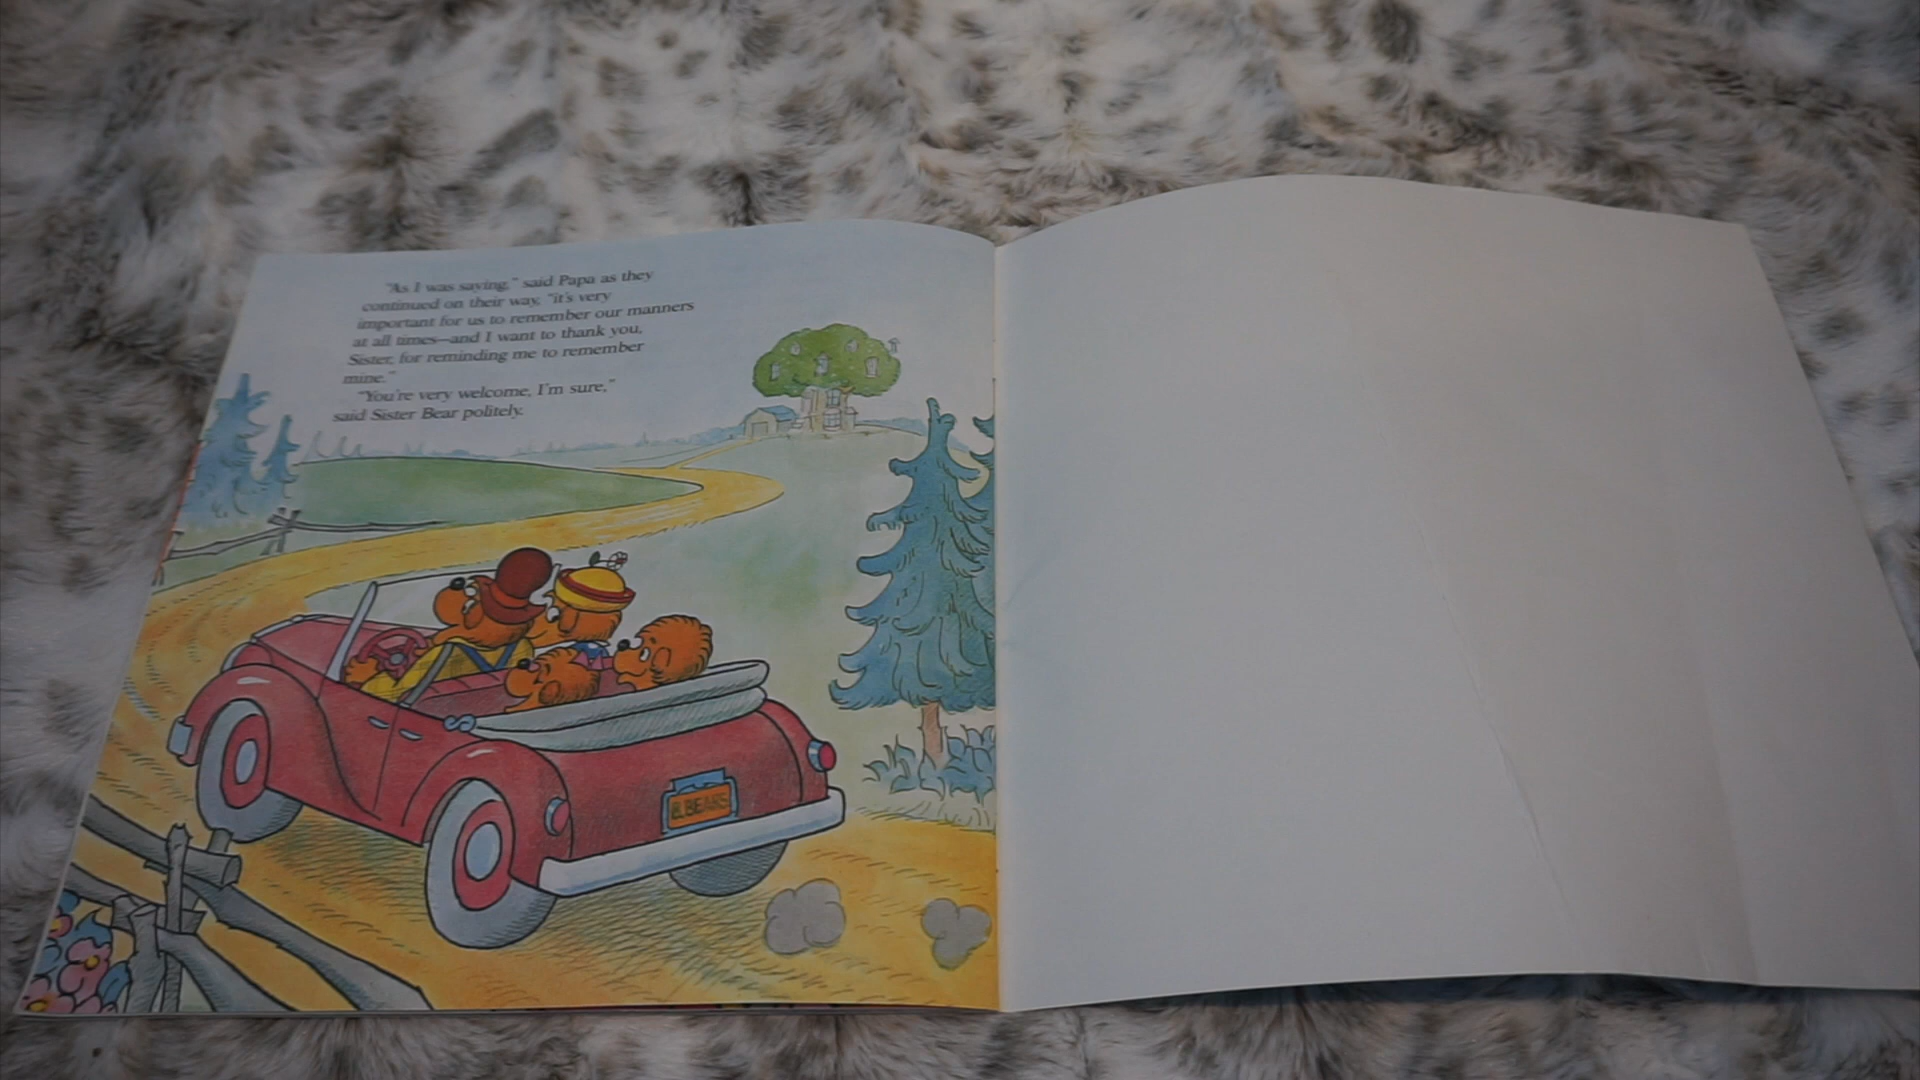 "As I was saying," said Papa as they
continued on their way, "it's very
important for us to remember our manners
at all times—and I want to thank you,
Sister, for reminding me to remember
mine."
"You're very welcome, I'm sure,"
said Sister Bear politely.
B. BEARS